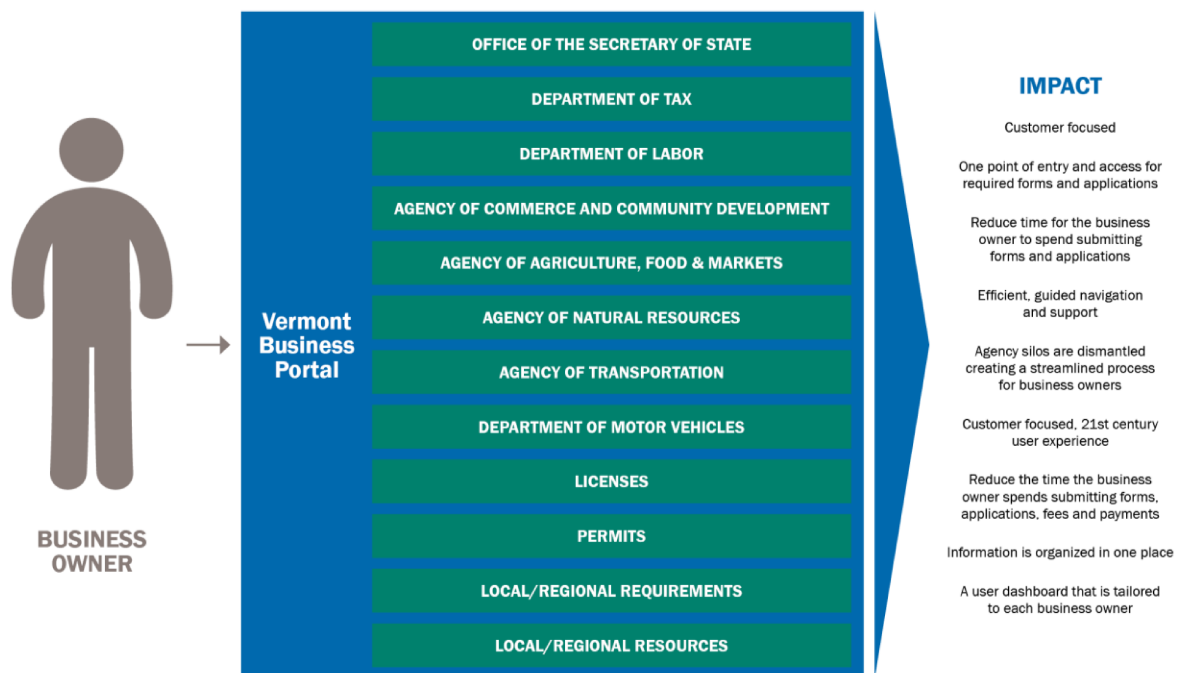 BUSINESS
OWNER
Vermont
Business
Portal
OFFICE OF THE SECRETARY OF STATE
DEPARTMENT OF TAX
DEPARTMENT OF LABOR
AGENCY OF COMMERCE AND COMMUNITY DEVELOPMENT
AGENCY OF AGRICULTURE, FOOD & MARKETS
AGENCY OF NATURAL RESOURCES
AGENCY OF TRANSPORTATION
DEPARTMENT OF MOTOR VEHICLES
LICENSES
PERMITS
LOCAL/REGIONAL REQUIREMENTS
LOCAL/REGIONAL RESOURCES
IMPACT
Customer focused
One point of entry and access for
required forms and applications
Reduce time for the business
owner to spend submitting
forms and applications
Efficient, guided navigation
and support
Agency silos are dismantled
creating a streamlined process
for business owners
Customer focused, 21st century
user experience
Reduce the time the business
owner spends submitting forms,
applications, fees and payments
Information is organized in one place
A user dashboard that is tailored
to each business owner